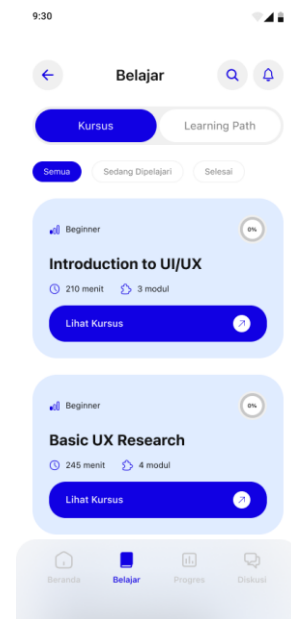 9:30
Belajar
Kursus Learning Path
Semua Sedang Dipelajari Selesai
Beginner 0%
Introduction to UI/UX
210 menit 3 modul
Lihat Kursus
Beginner 0%
Basic UX Research
245 menit 4 modul
Lihat Kursus
Beranda Belajar Progres Diskusi